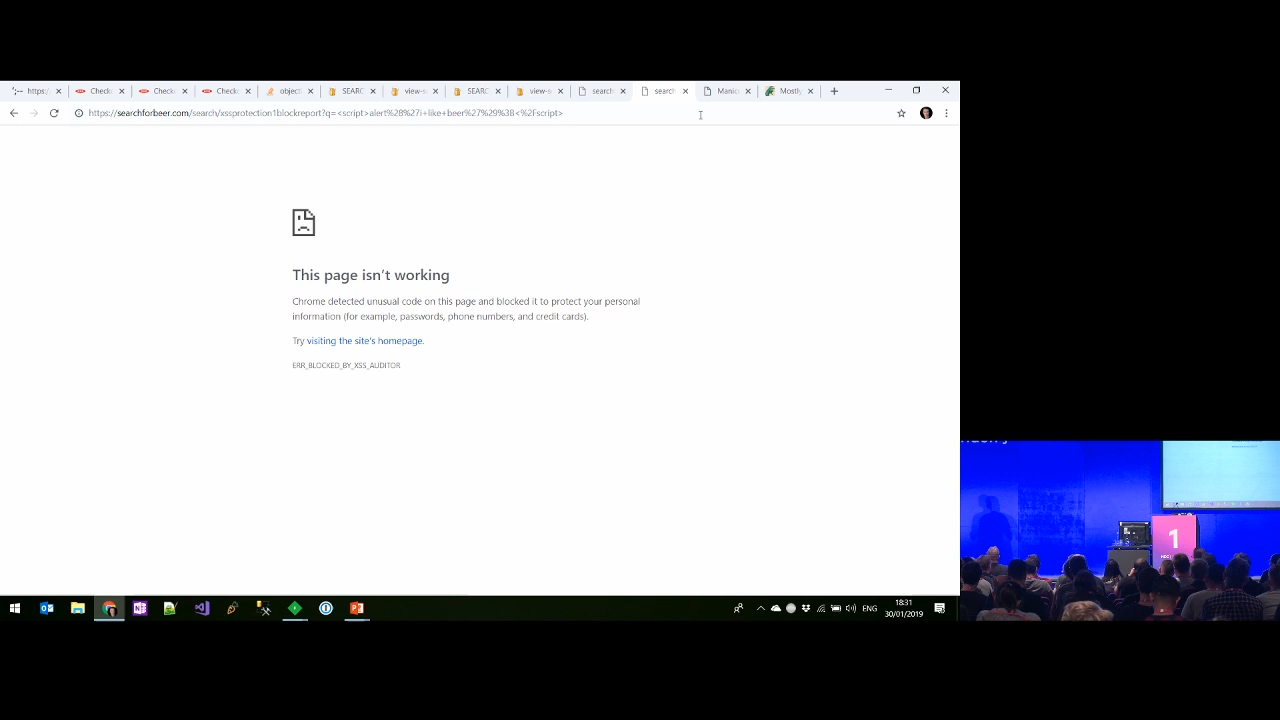 https:/
Check
Check
Check
object
SEARC
view-s
SEARC
view-s
search
search
Manic
Mostly
https://searchforbeer.com/search/xssprotection1blockreport?q=<script>alert%28%27i+like+beer%27%29%3B<%2Fscript>
This page isn't working
Chrome detected unusual code on this page and blocked it to protect your personal
information (for example, passwords, phone numbers, and credit cards).
Try visiting the site's homepage.
ERR_BLOCKED_BY_XSS_AUDITOR
1
ENG
18:31
30/01/2019